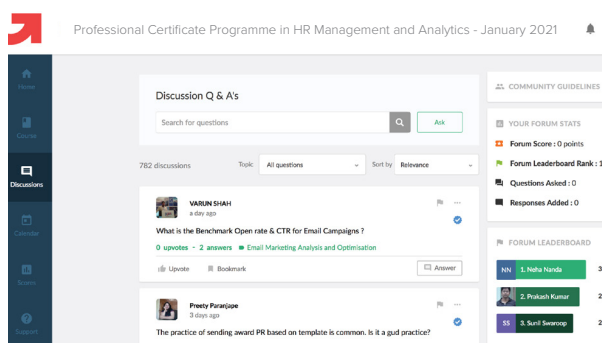 Professional Certificate Programme in HR Management and Analytics - January 2021
Home
Course
Discussions
Calendar
Scores
Support
Discussion Q & A's
Search for questions
Ask
782 discussions
Topic
All questions
Sort by
Relevance
VARUN SHAH
a day ago
What is the Benchmark Open rate & CTR for Email Campaigns ?
0 upvotes - 2 answers Email Marketing Analysis and Optimisation
Upvote Bookmark Answer
Preety Paranjape
3 days ago
The practice of sending award PR based on template is common. Is it a gud practice?
COMMUNITY GUIDELINES
YOUR FORUM STATS
Forum Score : 0 points
Forum Leaderboard Rank : 1
Questions Asked : 0
Responses Added : 0
FORUM LEADERBOARD
NN 1. Neha Nanda 3
2. Prakash Kumar 2
SS 3. Sunil Swaroop 2